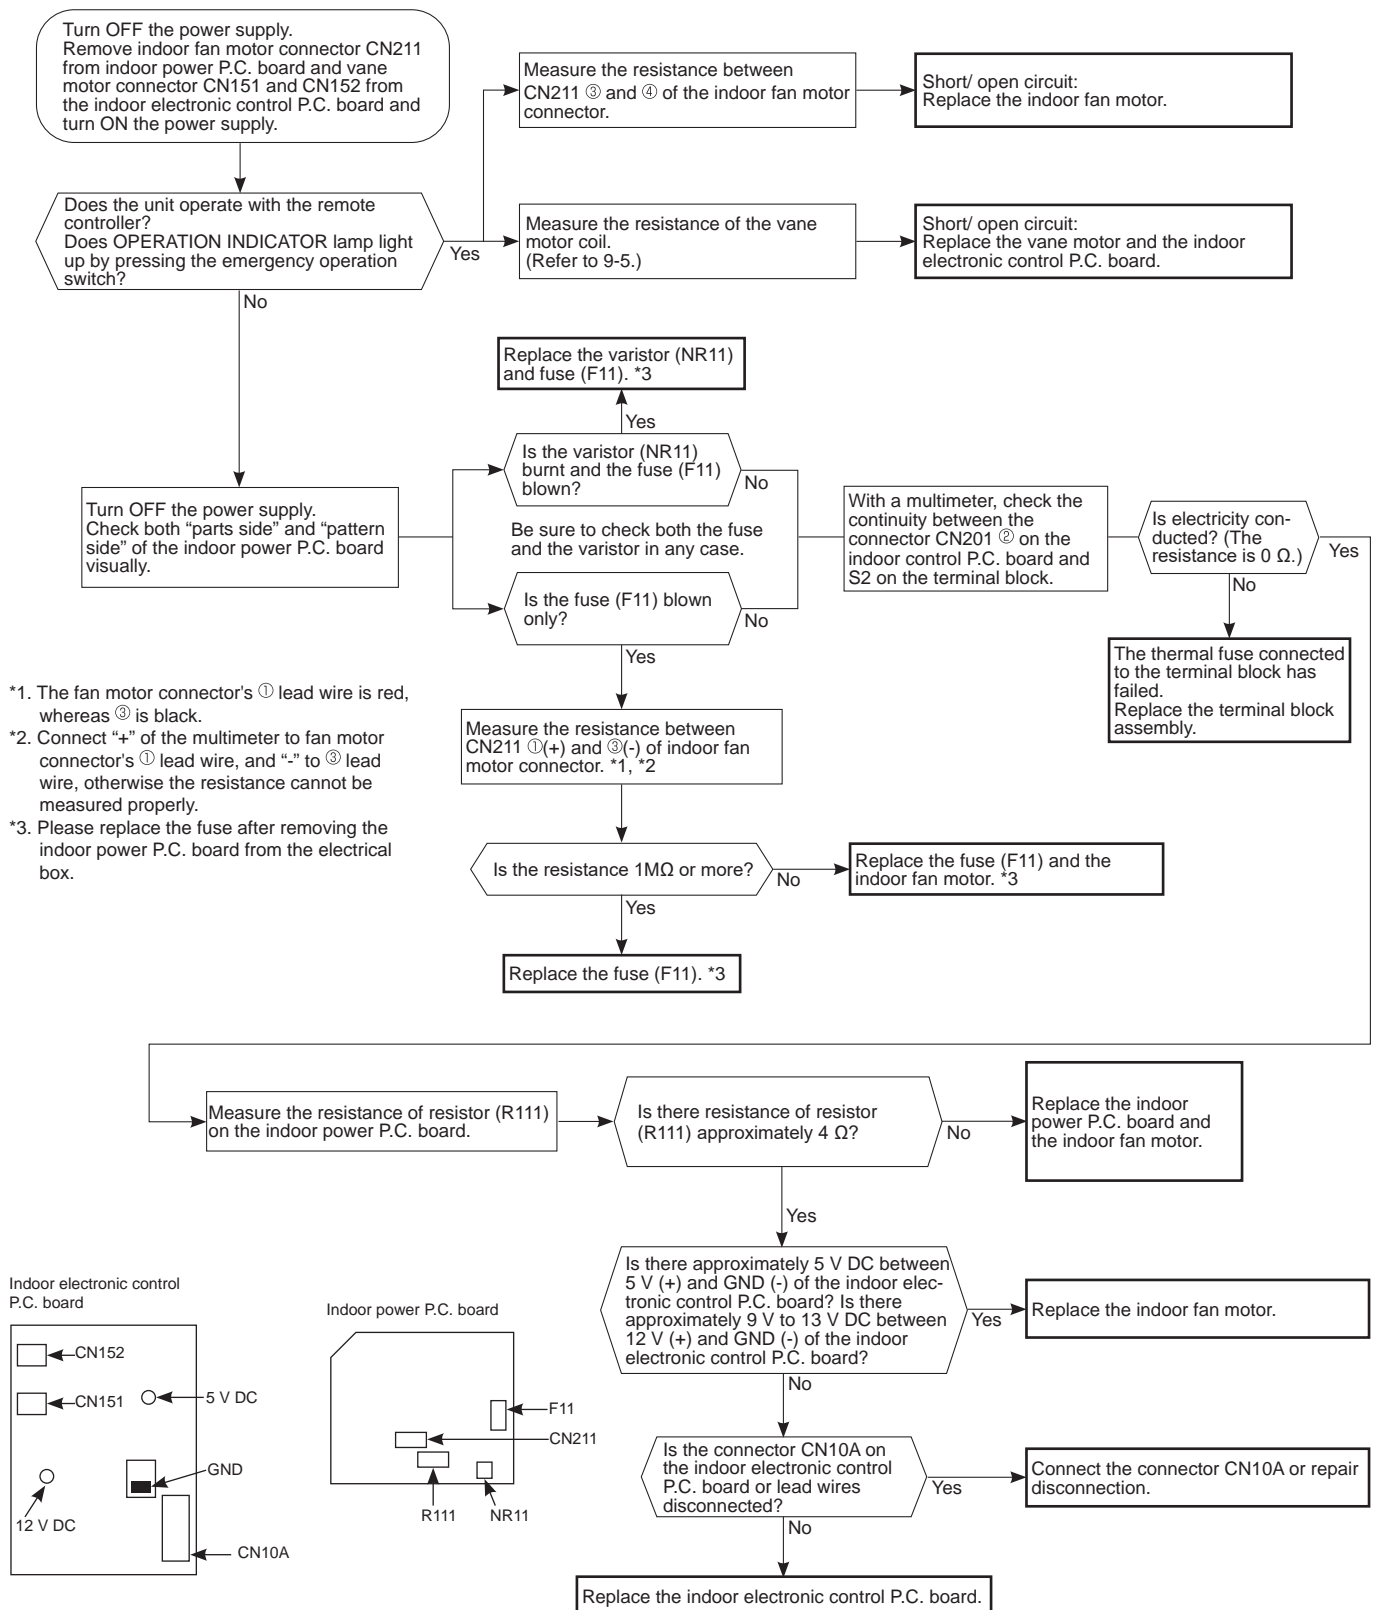 Turn OFF the power supply.
Remove indoor fan motor connector CN211
from indoor power P.C. board and vane
motor connector CN151 and CN152 from
the indoor electronic control P.C. board and
turn ON the power supply.
Measure the resistance between
CN211 ③ and ④ of the indoor fan motor
connector.
Short/ open circuit:
Replace the indoor fan motor.
Does the unit operate with the remote
controller?
Does OPERATION INDICATOR lamp light
up by pressing the emergency operation
switch?
Yes
Measure the resistance of the vane
motor coil.
(Refer to 9-5.)
Short/ open circuit:
Replace the vane motor and the indoor
electronic control P.C. board.
No
Replace the varistor (NR11)
and fuse (F11). *3
Yes
Is the varistor (NR11)
burnt and the fuse (F11)
blown?
No
Turn OFF the power supply.
Check both “parts side” and “pattern
side” of the indoor power P.C. board
visually.
Be sure to check both the fuse
and the varistor in any case.
With a multimeter, check the
continuity between the
connector CN201 ② on the
indoor control P.C. board and
S2 on the terminal block.
Is electricity con-
ducted? (The
resistance is 0 Ω.)
Yes
No
Is the fuse (F11) blown
only?
No
Yes
The thermal fuse connected
to the terminal block has
failed.
Replace the terminal block
assembly.
*1. The fan motor connector's ① lead wire is red,
whereas ③ is black.
*2. Connect “+” of the multimeter to fan motor
connector's ① lead wire, and “-” to ③ lead
wire, otherwise the resistance cannot be
measured properly.
*3. Please replace the fuse after removing the
indoor power P.C. board from the electrical
box.
Measure the resistance between
CN211 ①(+) and ③(-) of indoor fan
motor connector. *1, *2
Is the resistance 1MΩ or more?
No
Replace the fuse (F11) and the
indoor fan motor. *3
Yes
Replace the fuse (F11). *3
Measure the resistance of resistor (R111)
on the indoor power P.C. board.
Is there resistance of resistor
(R111) approximately 4 Ω?
No
Replace the indoor
power P.C. board and
the indoor fan motor.
Yes
Is there approximately 5 V DC between
5 V (+) and GND (-) of the indoor elec-
tronic control P.C. board? Is there
approximately 9 V to 13 V DC between
12 V (+) and GND (-) of the indoor
electronic control P.C. board?
Yes
Replace the indoor fan motor.
No
Is the connector CN10A on
the indoor electronic control
P.C. board or lead wires
disconnected?
Yes
Connect the connector CN10A or repair
disconnection.
No
Replace the indoor electronic control P.C. board.
Indoor electronic control
P.C. board
CN152
CN151
5 V DC
GND
12 V DC
CN10A
Indoor power P.C. board
F11
CN211
R111
NR11